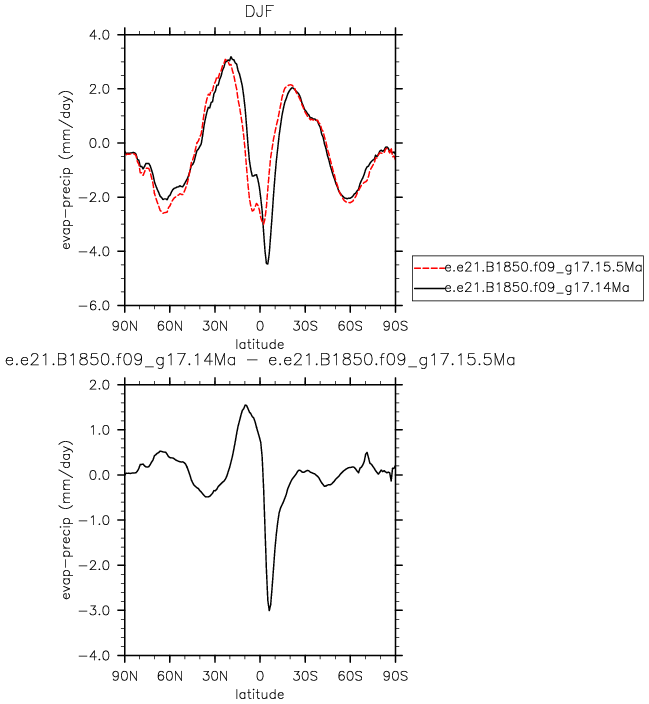 DJF
4.0
2.0
0.0
−2.0
−4.0
−6.0
evap−precip (mm/day)
90N 60N 30N 0 30S 60S 90S
latitude
e.e21.B1850.f09_g17.15.5Ma
e.e21.B1850.f09_g17.14Ma
e.e21.B1850.f09_g17.14Ma − e.e21.B1850.f09_g17.15.5Ma
2.0
1.0
0.0
−1.0
−2.0
−3.0
−4.0
evap−precip (mm/day)
90N 60N 30N 0 30S 60S 90S
latitude